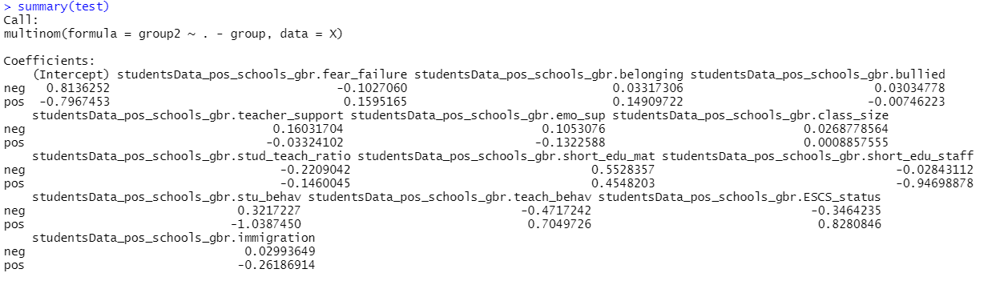 > summary(test)
Call:
multinom(formula = group2 ~ . - group, data = X)
Coefficients:
(Intercept) studentsData_pos_schools_gbr.fear_failure studentsData_pos_schools_gbr.belonging studentsData_pos_schools_gbr.bullied
neg 0.8136252 -0.1027060 0.03317306 0.03034778
pos -0.7967453 0.1595165 0.14909722 -0.00746223
studentsData_pos_schools_gbr.teacher_support studentsData_pos_schools_gbr.emo_sup studentsData_pos_schools_gbr.class_size
neg 0.16031704 0.1053076 0.0268778564
pos -0.03324102 -0.1322588 0.0008857555
studentsData_pos_schools_gbr.stud_teach_ratio studentsData_pos_schools_gbr.short_edu_mat studentsData_pos_schools_gbr.short_edu_staff
neg -0.2209042 0.5528357 -0.02843112
pos -0.1460045 0.4548203 -0.94698878
studentsData_pos_schools_gbr.stu_behav studentsData_pos_schools_gbr.teach_behav studentsData_pos_schools_gbr.ESCS_status
neg 0.3217227 -0.4717242 -0.3464235
pos -1.0387450 0.7049726 0.8280846
studentsData_pos_schools_gbr.immigration
neg 0.02993649
pos -0.26186914